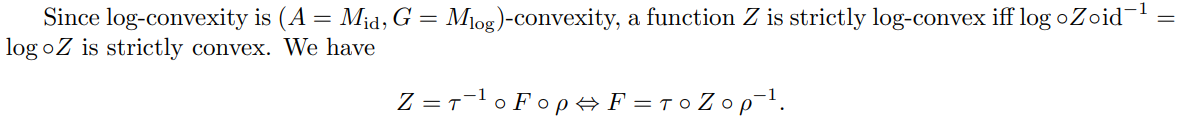 Since log-convexity is (A = M_id, G = M_log)-convexity, a function Z is strictly log-convex iff log ∘Z∘id⁻¹ =
log ∘Z is strictly convex. We have
Z = τ⁻¹ ∘ F ∘ ρ ⇔ F = τ ∘ Z ∘ ρ⁻¹.